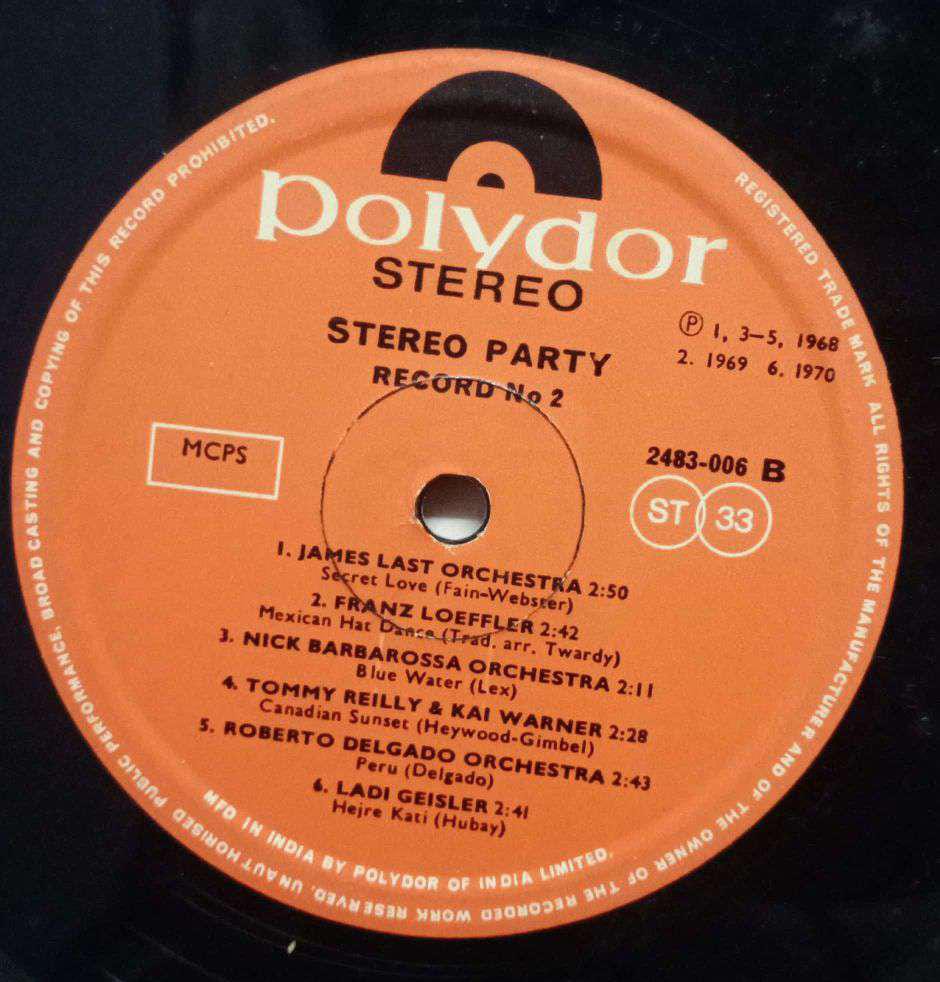 polydor
STEREO
STEREO PARTY
RECORD No 2
℗ 1, 3–5, 1968
2. 1969 6. 1970
MCPS
2483-006 B
ST 33
1. JAMES LAST ORCHESTRA 2:50
Secret Love (Fain-Webster)
2. FRANZ LOEFFLER 2:42
Mexican Hat Dance (Trad. arr. Twardy)
3. NICK BARBAROSSA ORCHESTRA 2:11
Blue Water (Lex)
4. TOMMY REILLY & KAI WARNER 2:28
Canadian Sunset (Heywood-Gimbel)
5. ROBERTO DELGADO ORCHESTRA 2:43
Peru (Delgado)
6. LADI GEISLER 2:41
Hejre Kati (Hubay)
MFD IN INDIA BY POLYDOR OF INDIA LIMITED.
REGISTERED TRADE MARK ALL RIGHTS OF THE MANUFACTURER AND OF THE OWNER OF THE RECORDED WORK RESERVED. UNAUTHORISED PUBLIC PERFORMANCE, BROADCASTING AND COPYING OF THIS RECORD PROHIBITED.